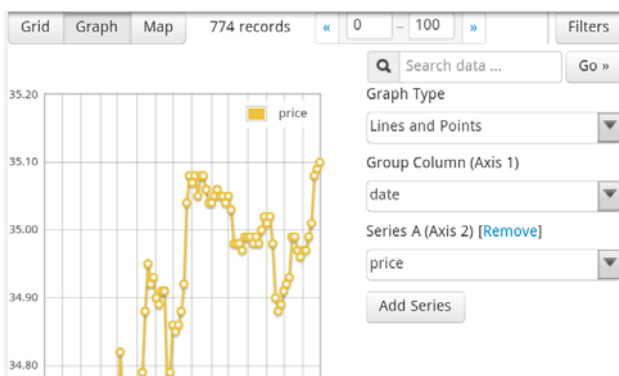 Grid Graph Map 774 records « 0 – 100 » Filters
Search data ... Go »
Graph Type
Lines and Points
Group Column (Axis 1)
date
Series A (Axis 2) [Remove]
price
Add Series
price
35.20
35.10
35.00
34.90
34.80